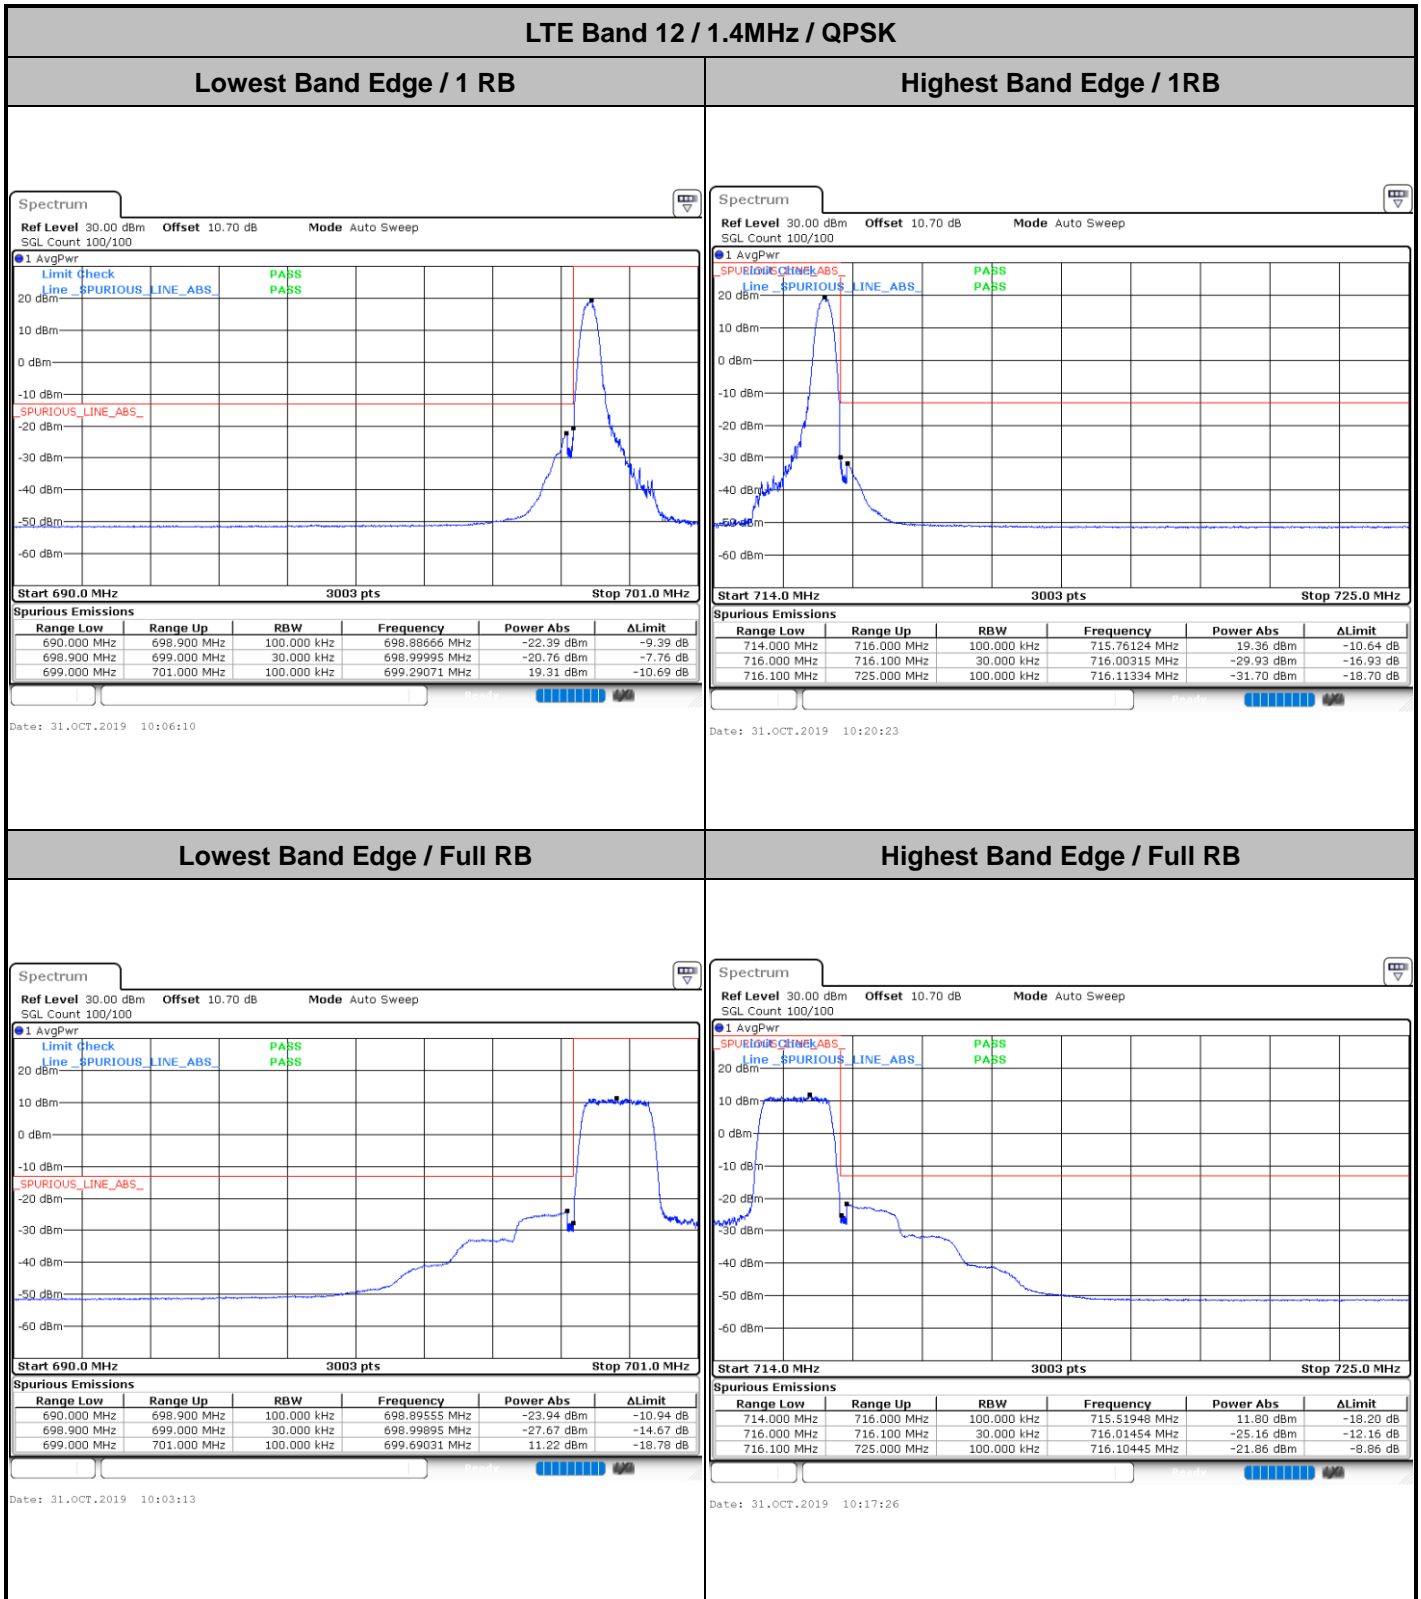 LTE Band 12 / 1.4MHz / QPSK
Lowest Band Edge / 1 RB
Highest Band Edge / 1RB
Spectrum
Ref Level 30.00 dBm Offset 10.70 dB Mode Auto Sweep
SGL Count 100/100
1 AvgPwr
Limit Check PASS
Line _SPURIOUS_LINE_ABS_ PASS
20 dBm
10 dBm
0 dBm
-10 dBm
_SPURIOUS_LINE_ABS_
-20 dBm
-30 dBm
-40 dBm
-50 dBm
-60 dBm
Start 690.0 MHz 3003 pts Stop 701.0 MHz
Spurious Emissions
Range Low Range Up RBW Frequency Power Abs ΔLimit
690.000 MHz 698.900 MHz 100.000 kHz 698.88666 MHz -22.39 dBm -9.39 dB
698.900 MHz 699.000 MHz 30.000 kHz 698.99995 MHz -20.76 dBm -7.76 dB
699.000 MHz 701.000 MHz 100.000 kHz 699.29071 MHz 19.31 dBm -10.69 dB
Ready
Date: 31.OCT.2019 10:06:10
Spectrum
Ref Level 30.00 dBm Offset 10.70 dB Mode Auto Sweep
SGL Count 100/100
1 AvgPwr
_SPURIOUS_LINE_ABS_
Limit Check PASS
Line _SPURIOUS_LINE_ABS_ PASS
20 dBm
10 dBm
0 dBm
-10 dBm
-20 dBm
-30 dBm
-40 dBm
-50 dBm
-60 dBm
Start 714.0 MHz 3003 pts Stop 725.0 MHz
Spurious Emissions
Range Low Range Up RBW Frequency Power Abs ΔLimit
714.000 MHz 716.000 MHz 100.000 kHz 715.76124 MHz 19.36 dBm -10.64 dB
716.000 MHz 716.100 MHz 30.000 kHz 716.00315 MHz -29.93 dBm -16.93 dB
716.100 MHz 725.000 MHz 100.000 kHz 716.11334 MHz -31.70 dBm -18.70 dB
Ready
Date: 31.OCT.2019 10:20:23
Lowest Band Edge / Full RB
Highest Band Edge / Full RB
Spectrum
Ref Level 30.00 dBm Offset 10.70 dB Mode Auto Sweep
SGL Count 100/100
1 AvgPwr
Limit Check PASS
Line _SPURIOUS_LINE_ABS_ PASS
20 dBm
10 dBm
0 dBm
-10 dBm
_SPURIOUS_LINE_ABS_
-20 dBm
-30 dBm
-40 dBm
-50 dBm
-60 dBm
Start 690.0 MHz 3003 pts Stop 701.0 MHz
Spurious Emissions
Range Low Range Up RBW Frequency Power Abs ΔLimit
690.000 MHz 698.900 MHz 100.000 kHz 698.89555 MHz -23.94 dBm -10.94 dB
698.900 MHz 699.000 MHz 30.000 kHz 698.99895 MHz -27.67 dBm -14.67 dB
699.000 MHz 701.000 MHz 100.000 kHz 699.69031 MHz 11.22 dBm -18.78 dB
Ready
Date: 31.OCT.2019 10:03:13
Spectrum
Ref Level 30.00 dBm Offset 10.70 dB Mode Auto Sweep
SGL Count 100/100
1 AvgPwr
_SPURIOUS_LINE_ABS_
Limit Check PASS
Line _SPURIOUS_LINE_ABS_ PASS
20 dBm
10 dBm
0 dBm
-10 dBm
-20 dBm
-30 dBm
-40 dBm
-50 dBm
-60 dBm
Start 714.0 MHz 3003 pts Stop 725.0 MHz
Spurious Emissions
Range Low Range Up RBW Frequency Power Abs ΔLimit
714.000 MHz 716.000 MHz 100.000 kHz 715.51948 MHz 11.80 dBm -18.20 dB
716.000 MHz 716.100 MHz 30.000 kHz 716.01454 MHz -25.16 dBm -12.16 dB
716.100 MHz 725.000 MHz 100.000 kHz 716.10445 MHz -21.86 dBm -8.86 dB
Ready
Date: 31.OCT.2019 10:17:26